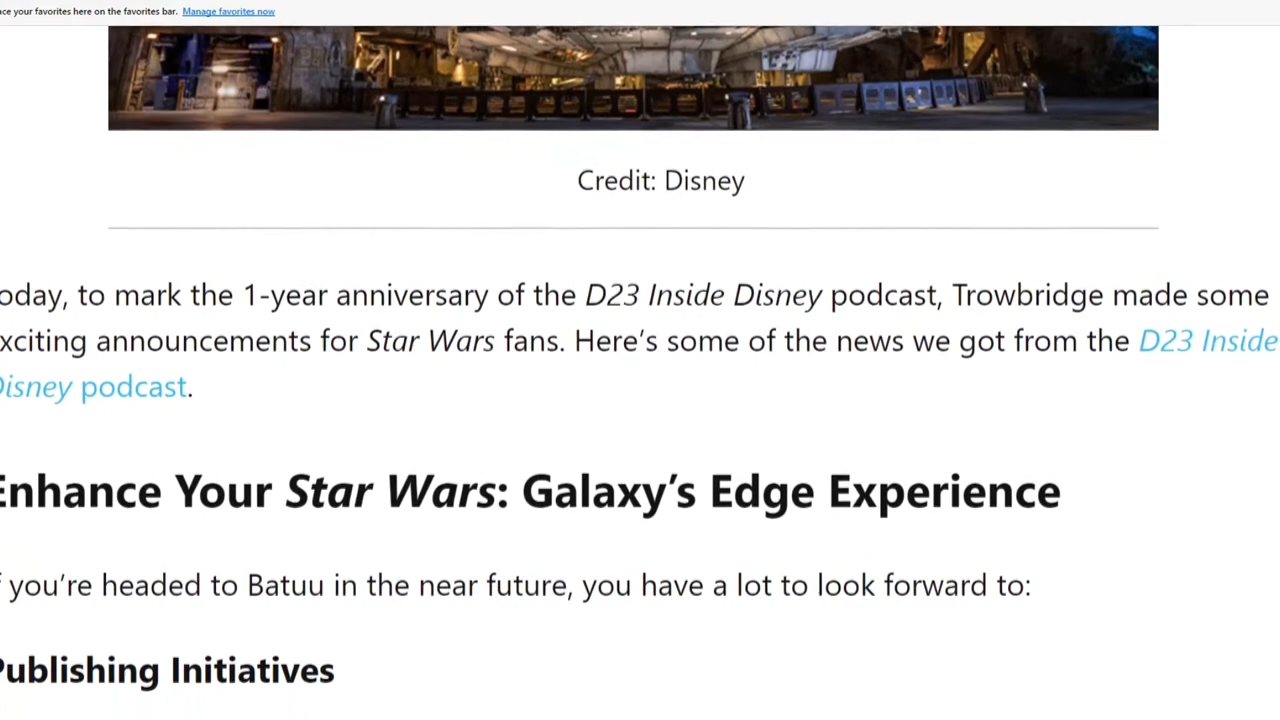 ce your favorites here on the favorites bar. Manage favorites now
Credit: Disney
oday, to mark the 1-year anniversary of the D23 Inside Disney podcast, Trowbridge made some
xciting announcements for Star Wars fans. Here's some of the news we got from the D23 Inside
Disney podcast.
Enhance Your Star Wars: Galaxy's Edge Experience
f you're headed to Batuu in the near future, you have a lot to look forward to:
Publishing Initiatives